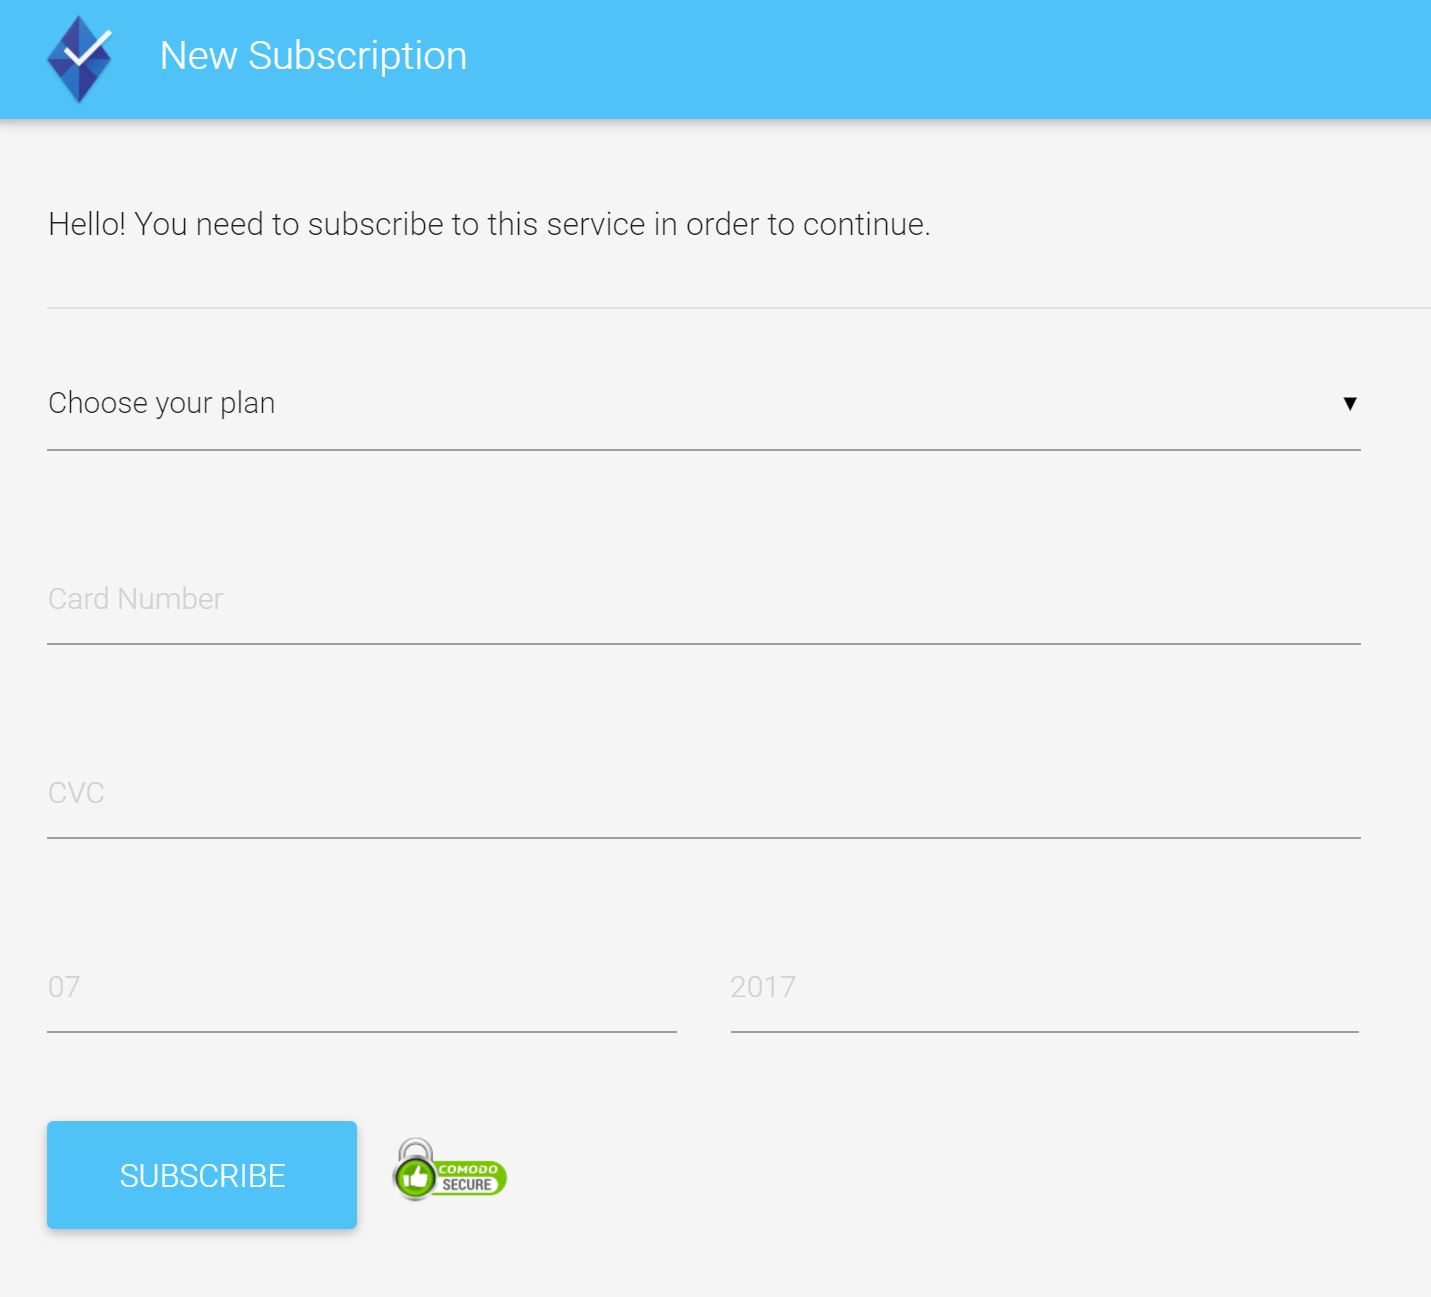 New Subscription
Hello! You need to subscribe to this service in order to continue.
Choose your plan
Card Number
CVC
07 2017
SUBSCRIBE
COMODO
SECURE